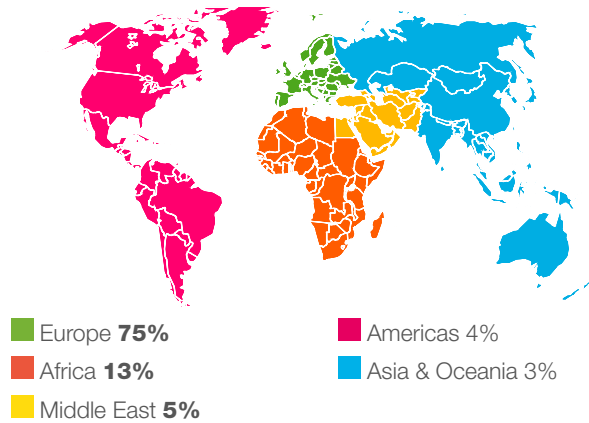 Europe 75%
Africa 13%
Middle East 5%
Americas 4%
Asia & Oceania 3%